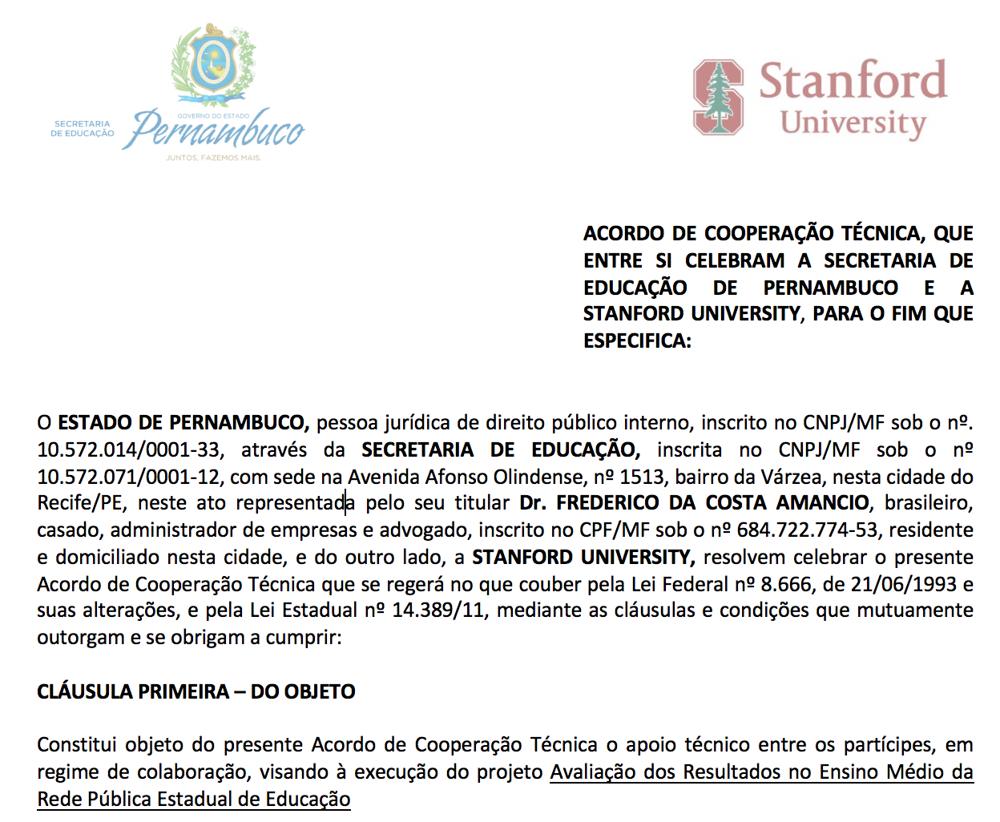 SECRETARIA
DE EDUCAÇÃO
GOVERNO DO ESTADO
Pernambuco
JUNTOS, FAZEMOS MAIS.
Stanford
University
ACORDO DE COOPERAÇÃO TÉCNICA, QUE
ENTRE SI CELEBRAM A SECRETARIA DE
EDUCAÇÃO DE PERNAMBUCO E A
STANFORD UNIVERSITY, PARA O FIM QUE
ESPECIFICA:
O ESTADO DE PERNAMBUCO, pessoa jurídica de direito público interno, inscrito no CNPJ/MF sob o nº.
10.572.014/0001-33, através da SECRETARIA DE EDUCAÇÃO, inscrita no CNPJ/MF sob o nº
10.572.071/0001-12, com sede na Avenida Afonso Olindense, nº 1513, bairro da Várzea, nesta cidade do
Recife/PE, neste ato representada pelo seu titular Dr. FREDERICO DA COSTA AMANCIO, brasileiro,
casado, administrador de empresas e advogado, inscrito no CPF/MF sob o nº 684.722.774-53, residente
e domiciliado nesta cidade, e do outro lado, a STANFORD UNIVERSITY, resolvem celebrar o presente
Acordo de Cooperação Técnica que se regerá no que couber pela Lei Federal nº 8.666, de 21/06/1993 e
suas alterações, e pela Lei Estadual nº 14.389/11, mediante as cláusulas e condições que mutuamente
outorgam e se obrigam a cumprir:
CLÁUSULA PRIMEIRA – DO OBJETO
Constitui objeto do presente Acordo de Cooperação Técnica o apoio técnico entre os partícipes, em
regime de colaboração, visando à execução do projeto Avaliação dos Resultados no Ensino Médio da
Rede Pública Estadual de Educação